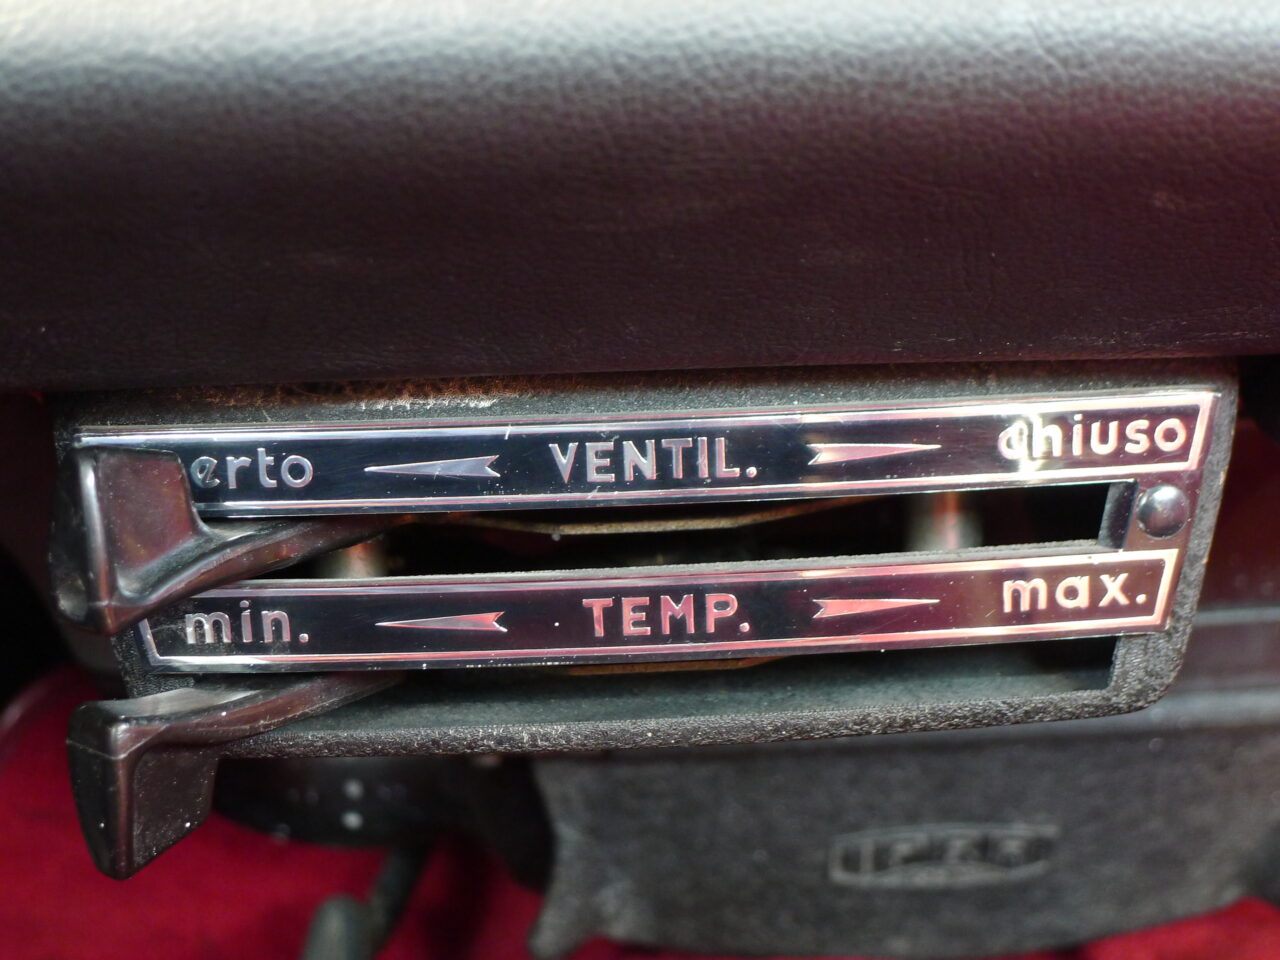 erto VENTIL. chiuso
min. TEMP. max.